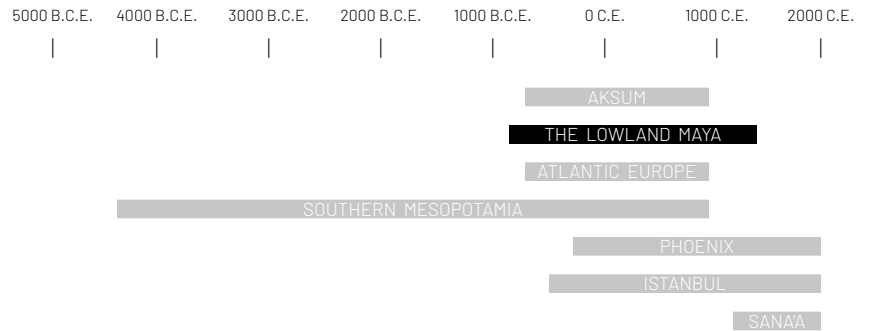 5000 B.C.E. 4000 B.C.E. 3000 B.C.E. 2000 B.C.E. 1000 B.C.E. 0 C.E. 1000 C.E. 2000 C.E.
AKSUM
THE LOWLAND MAYA
ATLANTIC EUROPE
SOUTHERN MESOPOTAMIA
PHOENIX
ISTANBUL
SANA'A